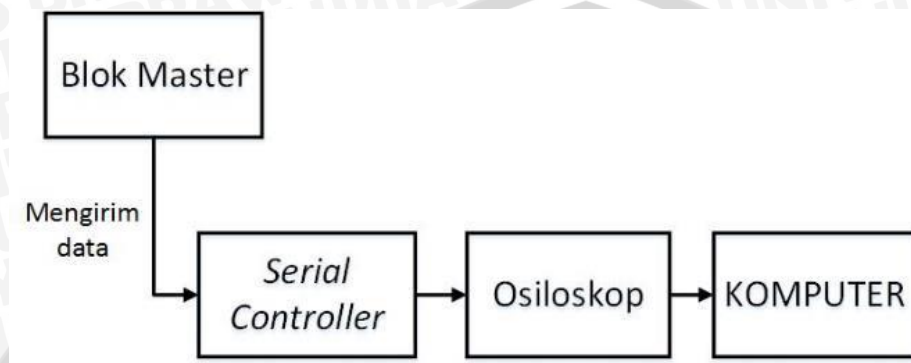 Blok Master
Mengirim
data
Serial
Controller
Osiloskop
KOMPUTER